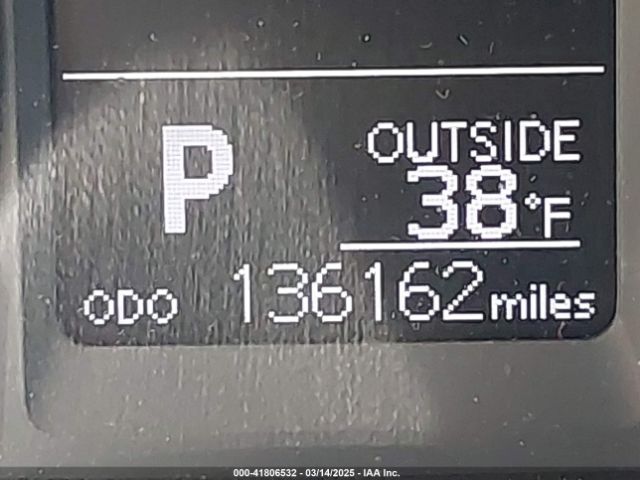 P
OUTSIDE
38°F
ODO 136162 miles
000-41806532 - 03/14/2025 - IAA Inc.